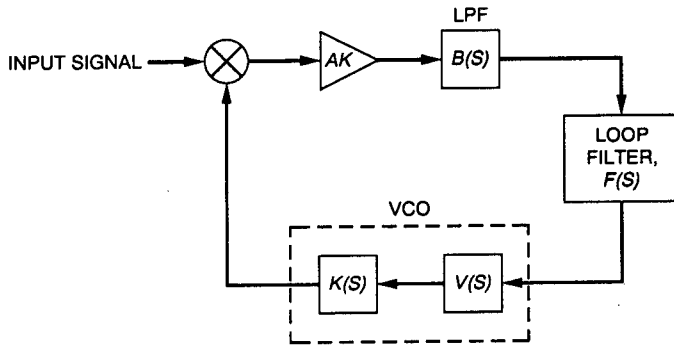 LPF
INPUT SIGNAL
AK
B(S)
LOOP
FILTER,
F(S)
VCO
K(S)
V(S)